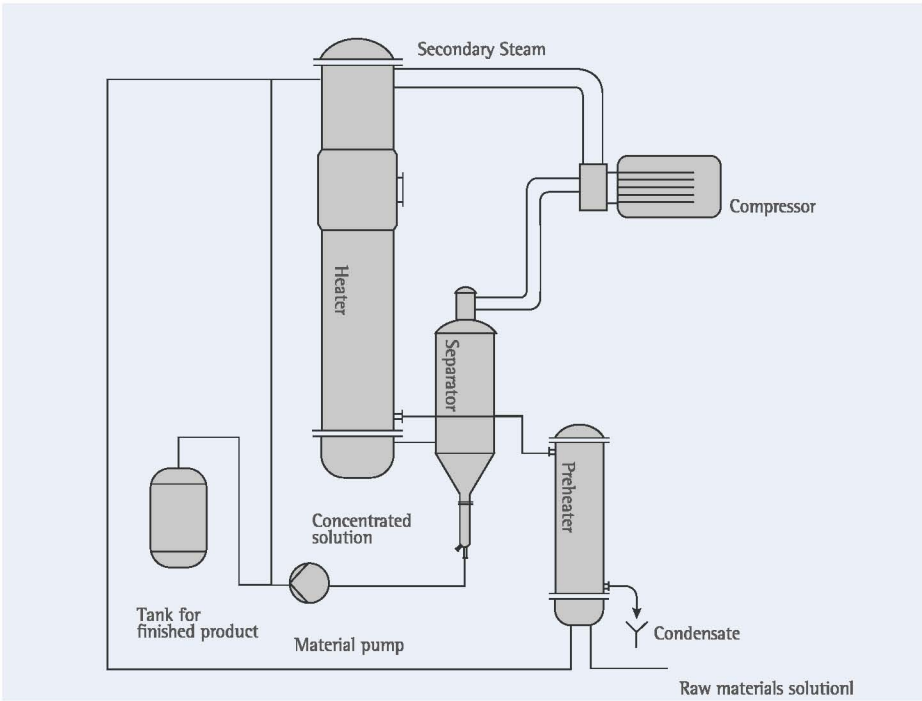 Secondary Steam
Compressor
Heater
Separator
Preheater
Concentrated
solution
Tank for
finished product
Material pump
Condensate
Raw materials solutionl